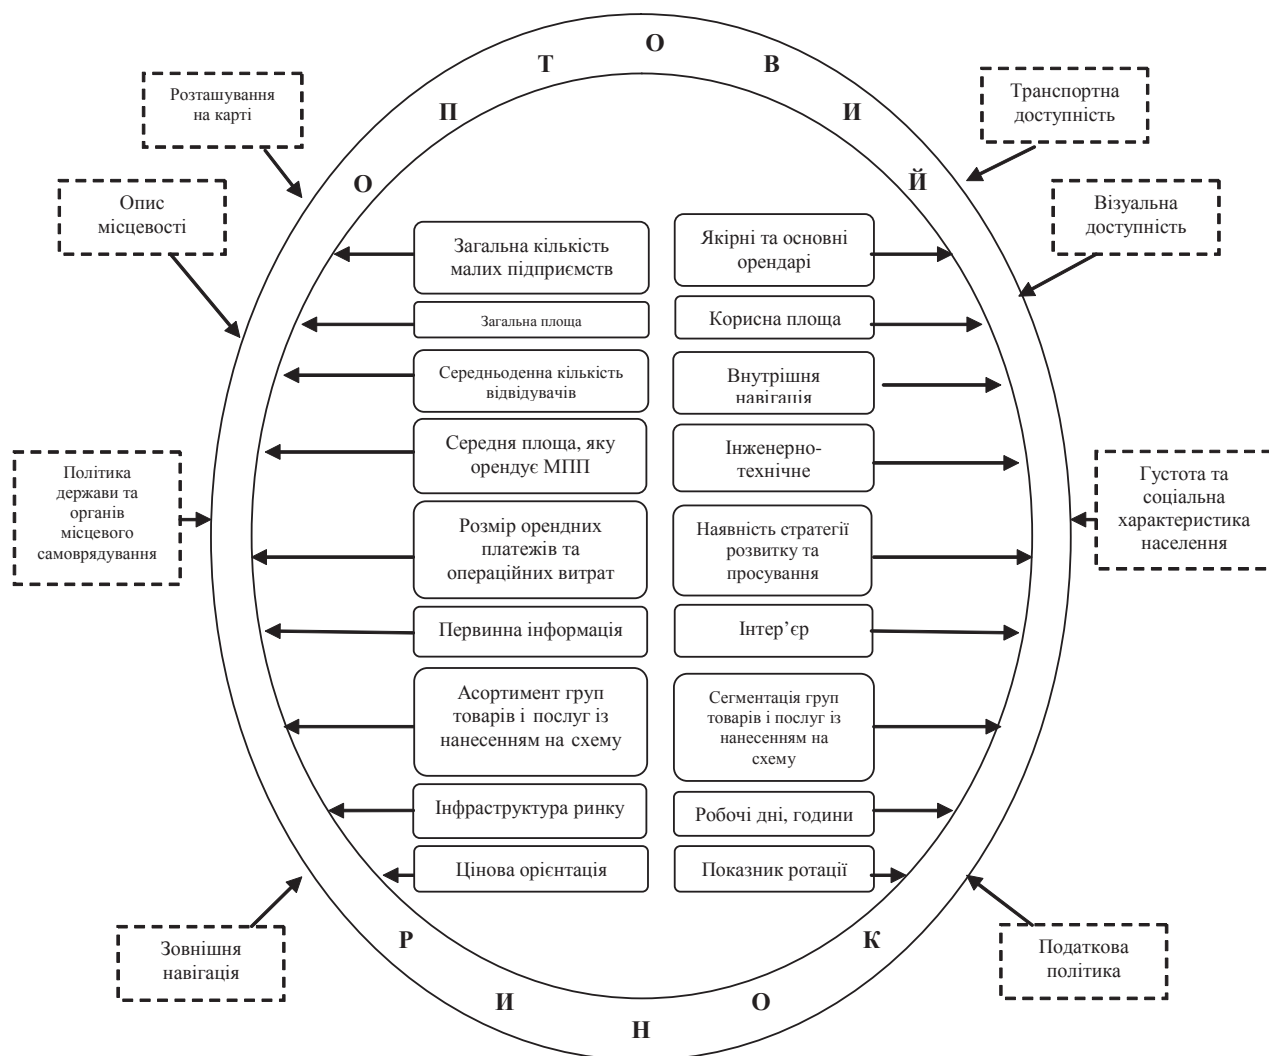 ОПТОВИЙ
Розташування
на карті
Транспортна
доступність
Опис
місцевості
Візуальна
доступність
Загальна кількість
малих підприємств
Якірні та основні
орендарі
Загальна площа
Корисна площа
Середньоденна кількість
відвідувачів
Внутрішня
навігація
Середня площа, яку
орендує МПП
Інженерно-
технічне
Політика
держави та
органів
місцевого
самоврядування
Густота та
соціальна
характеристика
населення
Розмір орендних
платежів та
операційних витрат
Наявність стратегії
розвитку та
просування
Первинна інформація
Інтер’єр
Асортимент груп
товарів і послуг із
нанесенням на схему
Сегментація груп
товарів і послуг із
нанесенням на
схему
Інфраструктура ринку
Робочі дні, години
Цінова орієнтація
Показник ротації
Зовнішня
навігація
Податкова
політика
РИНОК